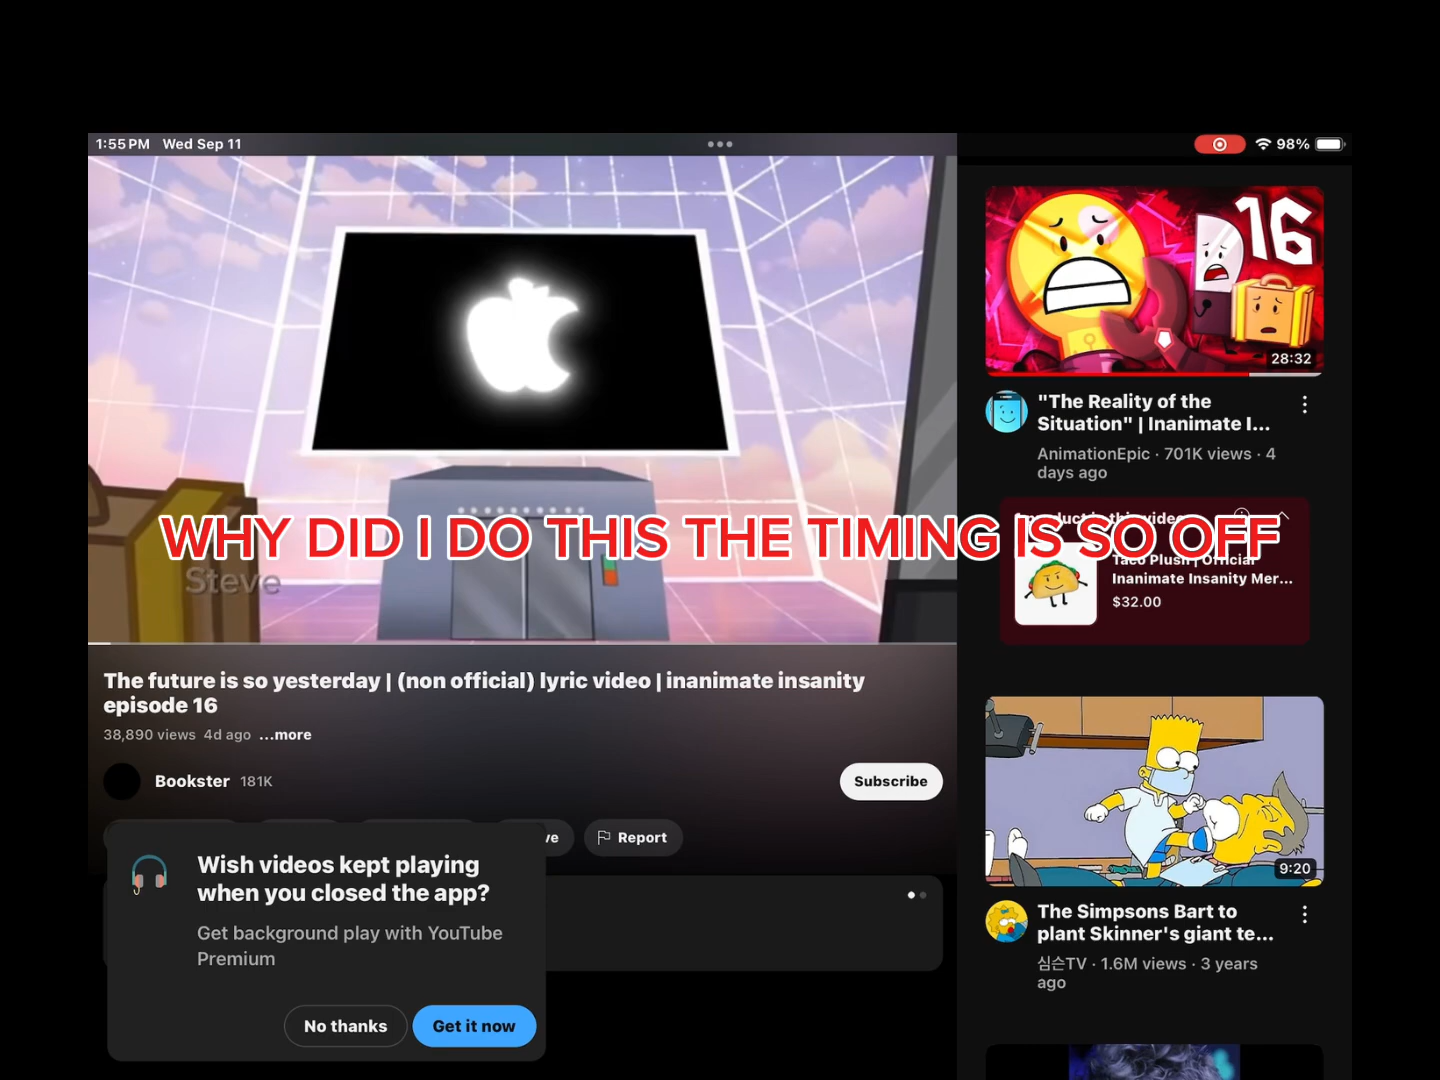 1:55 PM Wed Sep 11
98%
WHY DID I DO THIS THE TIMING IS SO OFF
Steve
The future is so yesterday | (non official) lyric video | inanimate insanity
episode 16
38,890 views 4d ago ...more
Bookster 181K
Subscribe
Report
Wish videos kept playing
when you closed the app?
Get background play with YouTube
Premium
No thanks
Get it now
16
28:32
"The Reality of the
Situation" | Inanimate I...
AnimationEpic · 701K views · 4
days ago
Taco Plush | Official
Inanimate Insanity Mer...
$32.00
9:20
The Simpsons Bart to
plant Skinner's giant te...
심슨TV · 1.6M views · 3 years
ago